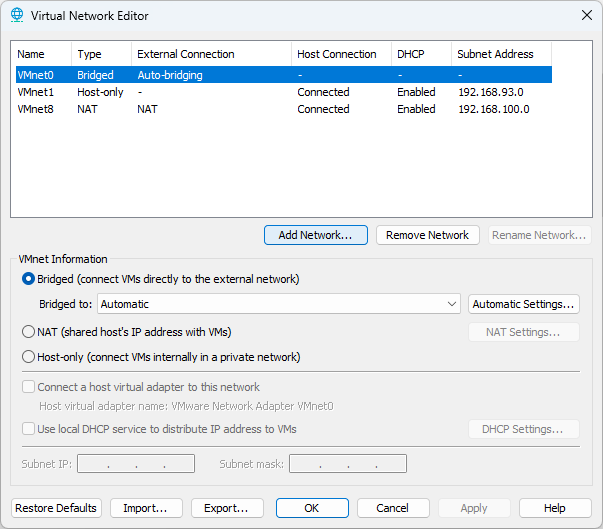 Virtual Network Editor
Name Type External Connection Host Connection DHCP Subnet Address
VMnet0 Bridged Auto-bridging - - -
VMnet1 Host-only - Connected Enabled 192.168.93.0
VMnet8 NAT NAT Connected Enabled 192.168.100.0
Add Network... Remove Network Rename Network...
VMnet Information
Bridged (connect VMs directly to the external network)
Bridged to: Automatic Automatic Settings...
NAT (shared host's IP address with VMs) NAT Settings...
Host-only (connect VMs internally in a private network)
Connect a host virtual adapter to this network
Host virtual adapter name: VMware Network Adapter VMnet0
Use local DHCP service to distribute IP address to VMs DHCP Settings...
Subnet IP: . . . Subnet mask: . . .
Restore Defaults Import... Export... OK Cancel Apply Help